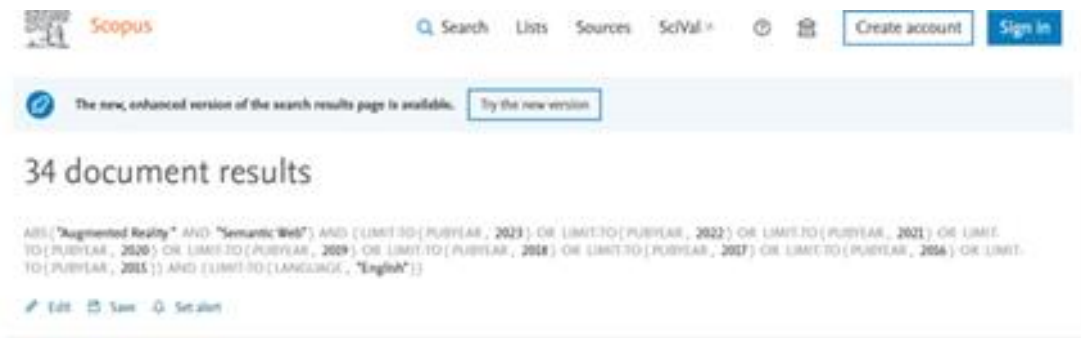 Scopus
Search Lists Sources SciVal Create account Sign in
The new, enhanced version of the search results page is available. Try the new version
34 document results
ABS ( "Augmented Reality" AND "Semantic Web" ) AND ( LIMIT-TO ( PUBYEAR , 2023 ) OR LIMIT-TO ( PUBYEAR , 2022 ) OR LIMIT-TO ( PUBYEAR , 2021 ) OR LIMIT-
TO ( PUBYEAR , 2020 ) OR LIMIT-TO ( PUBYEAR , 2019 ) OR LIMIT-TO ( PUBYEAR , 2018 ) OR LIMIT-TO ( PUBYEAR , 2017 ) OR LIMIT-TO ( PUBYEAR , 2016 ) OR LIMIT-
TO ( PUBYEAR , 2015 ) ) AND ( LIMIT-TO ( LANGUAGE , "English" ) )
Edit Save Set alert